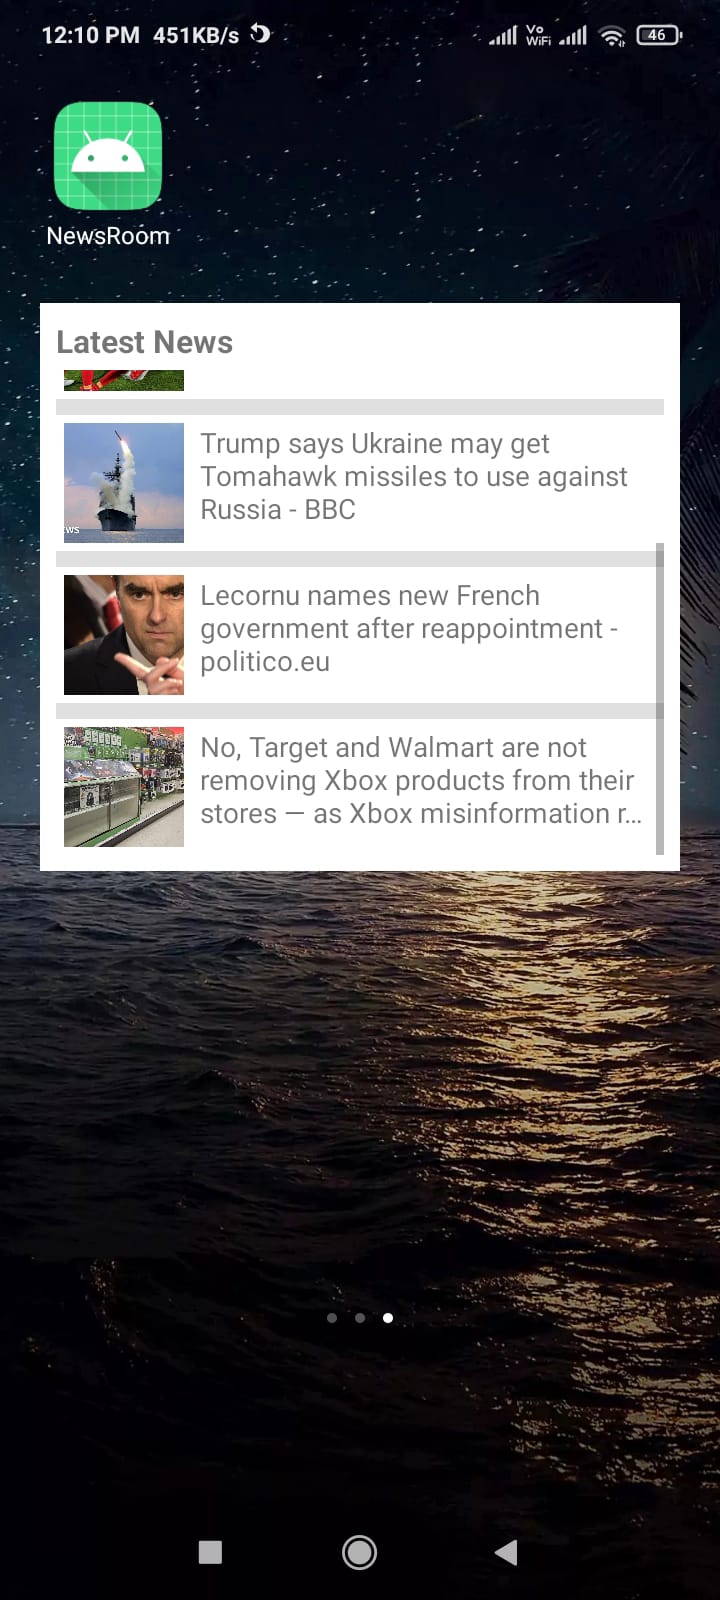 12:10 PM 451KB/s
Vo
WiFi
46
NewsRoom
Latest News
Trump says Ukraine may get
Tomahawk missiles to use against
Russia - BBC
EWS
Lecornu names new French
government after reappointment -
politico.eu
No, Target and Walmart are not
removing Xbox products from their
stores — as Xbox misinformation r...